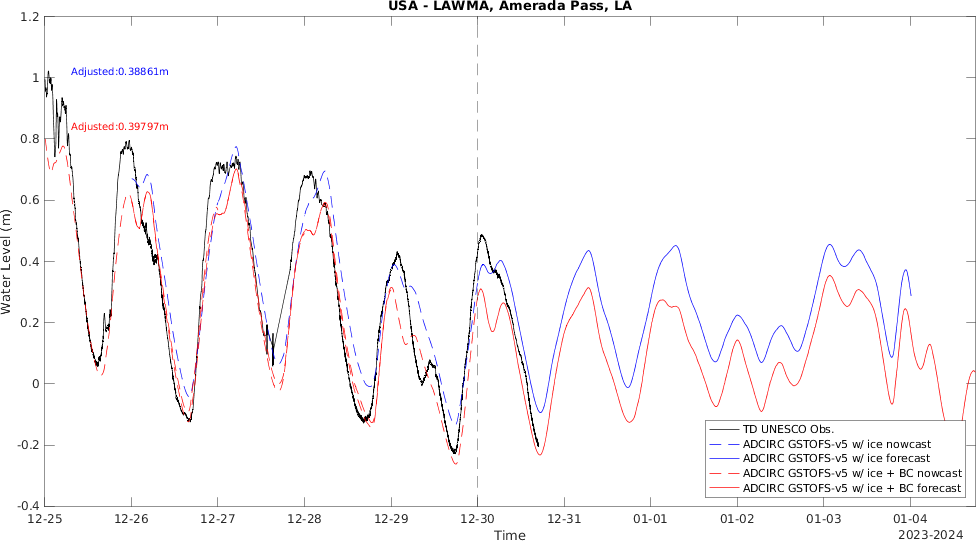 USA - LAWMA, Amerada Pass, LA
1.2
1
0.8
0.6
0.4
0.2
0
-0.2
-0.4
Water Level (m)
Adjusted:0.38861m
Adjusted:0.39797m
TD UNESCO Obs.
ADCIRC GSTOFS-v5 w/ ice nowcast
ADCIRC GSTOFS-v5 w/ ice forecast
ADCIRC GSTOFS-v5 w/ ice + BC nowcast
ADCIRC GSTOFS-v5 w/ ice + BC forecast
12-25 12-26 12-27 12-28 12-29 12-30 12-31 01-01 01-02 01-03 01-04
Time
2023-2024